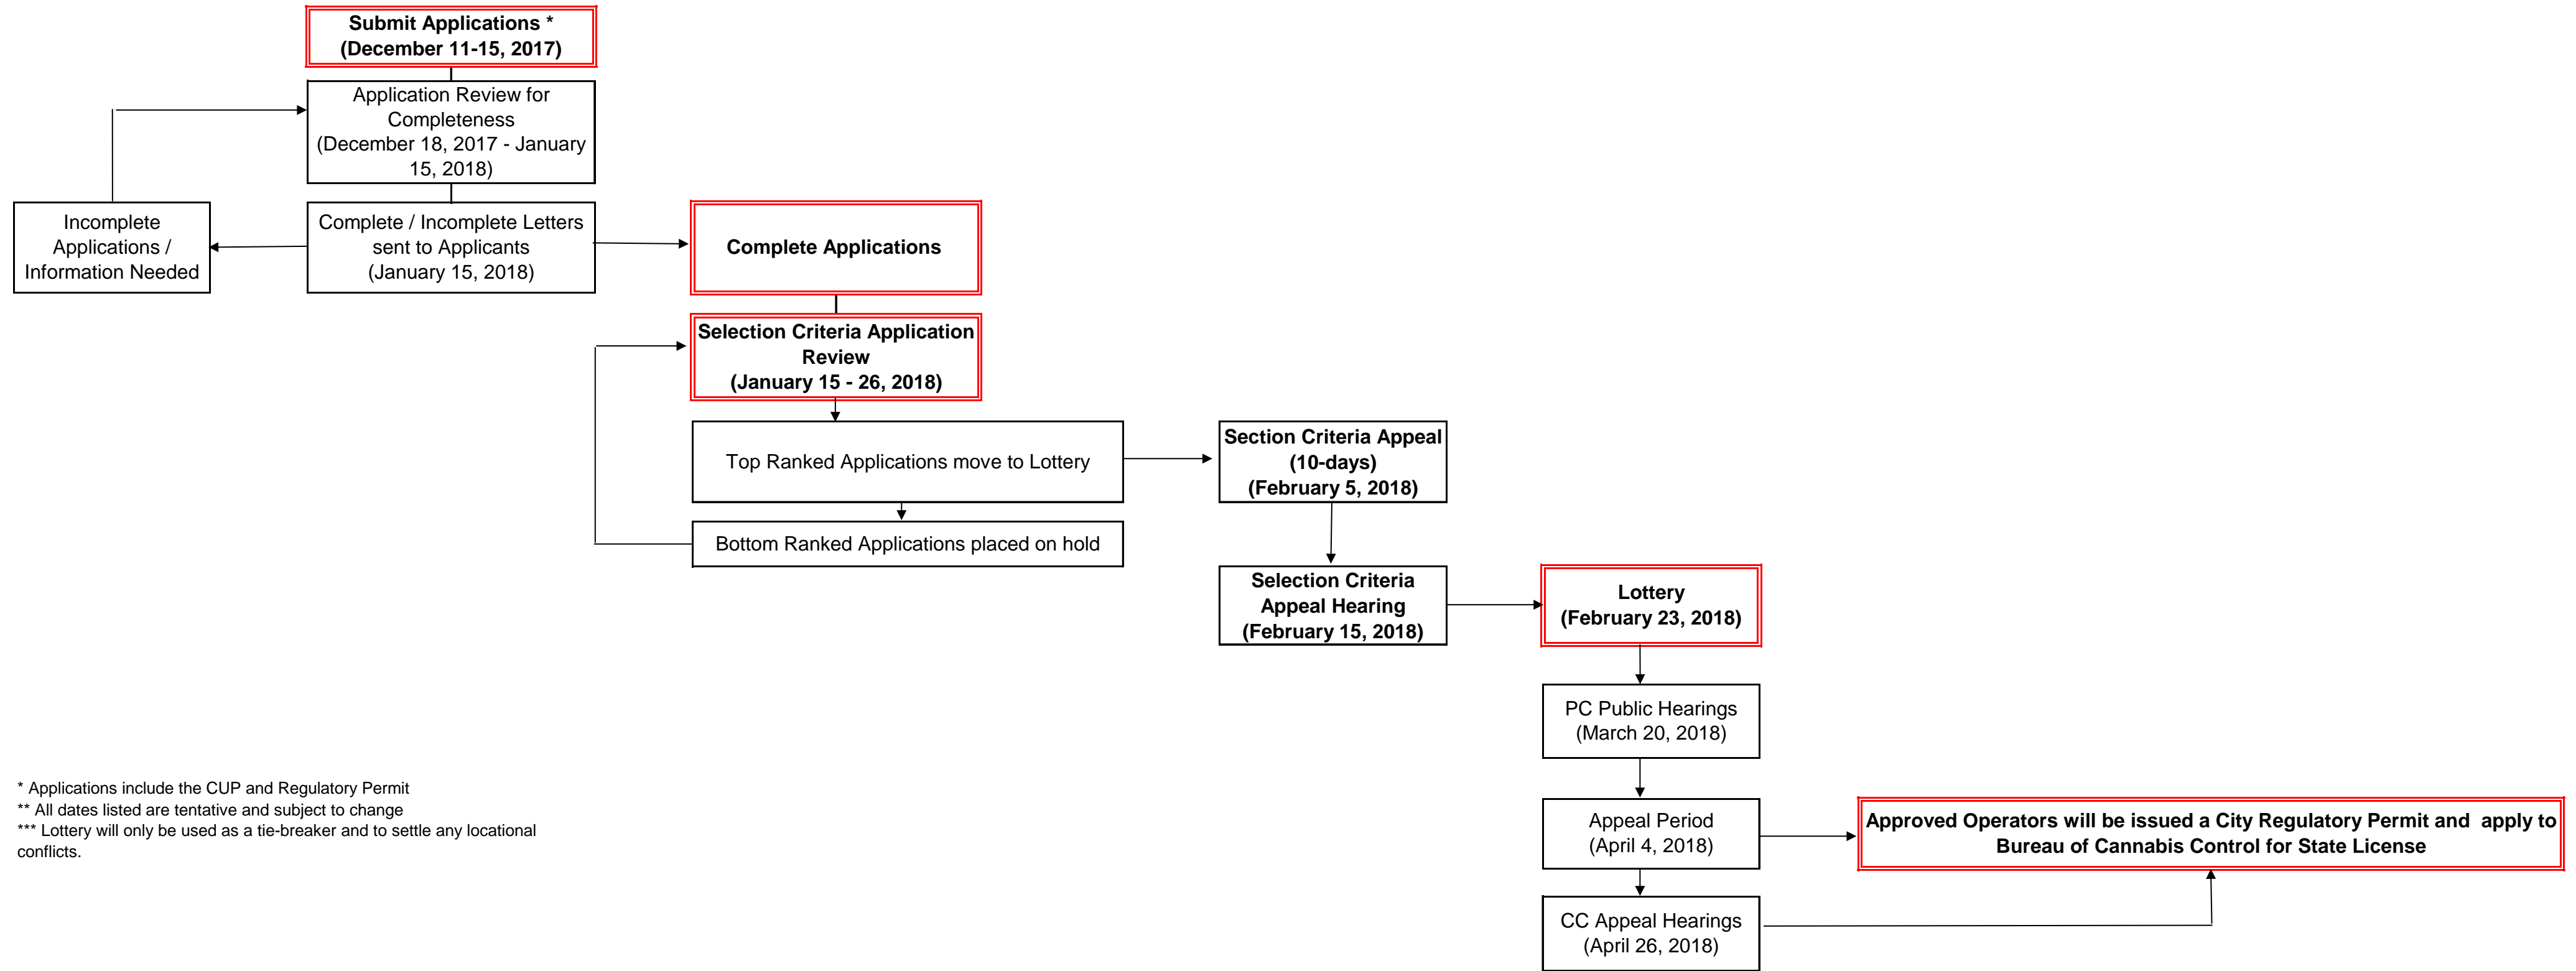 Submit Applications *
(December 11-15, 2017)
Application Review for
Completeness
(December 18, 2017 - January
15, 2018)
Incomplete
Applications /
Information Needed
Complete / Incomplete Letters
sent to Applicants
(January 15, 2018)
Complete Applications
Selection Criteria Application
Review
(January 15 - 26, 2018)
Top Ranked Applications move to Lottery
Bottom Ranked Applications placed on hold
Section Criteria Appeal
(10-days)
(February 5, 2018)
Selection Criteria
Appeal Hearing
(February 15, 2018)
Lottery
(February 23, 2018)
PC Public Hearings
(March 20, 2018)
Appeal Period
(April 4, 2018)
Approved Operators will be issued a City Regulatory Permit and  apply to
Bureau of Cannabis Control for State License
CC Appeal Hearings
(April 26, 2018)
* Applications include the CUP and Regulatory Permit
** All dates listed are tentative and subject to change
*** Lottery will only be used as a tie-breaker and to settle any locational
conflicts.